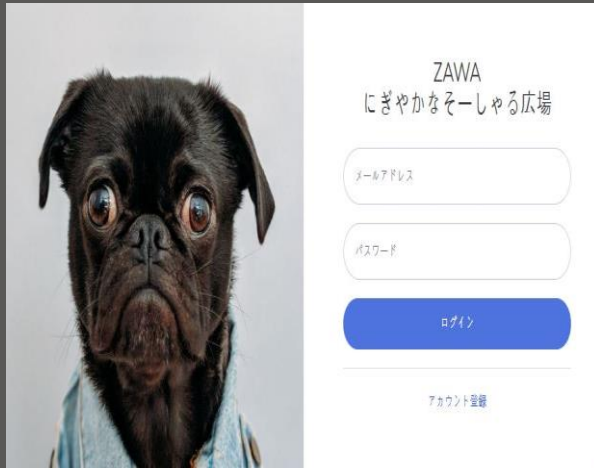 ZAWA
にぎやかなそーしゃる広場
メールアドレス
パスワード
ログイン
アカウント登録